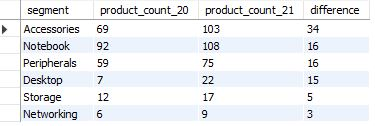 segment product_count_20 product_count_21 difference
Accessories 69 103 34
Notebook 92 108 16
Peripherals 59 75 16
Desktop 7 22 15
Storage 12 17 5
Networking 6 9 3